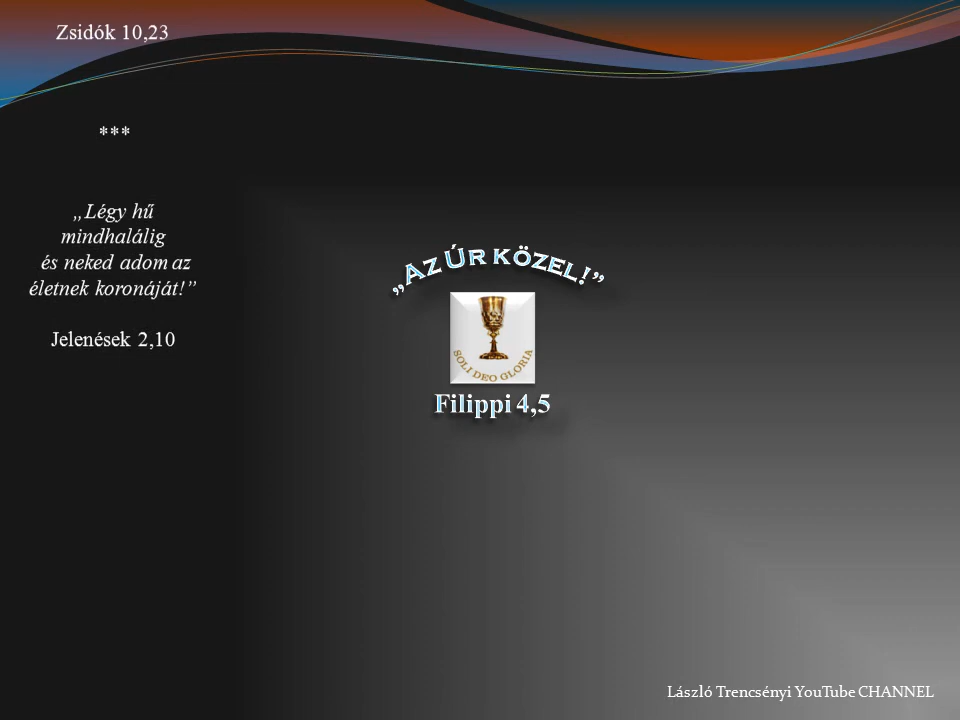 Zsidók 10,23
***
„Légy hű
mindhalálig
és neked adom az
életnek koronáját!”
Jelenések 2,10
„Az Úr közel!”
SOLI DEO GLORIA
Filippi 4,5
László Trencsényi YouTube CHANNEL